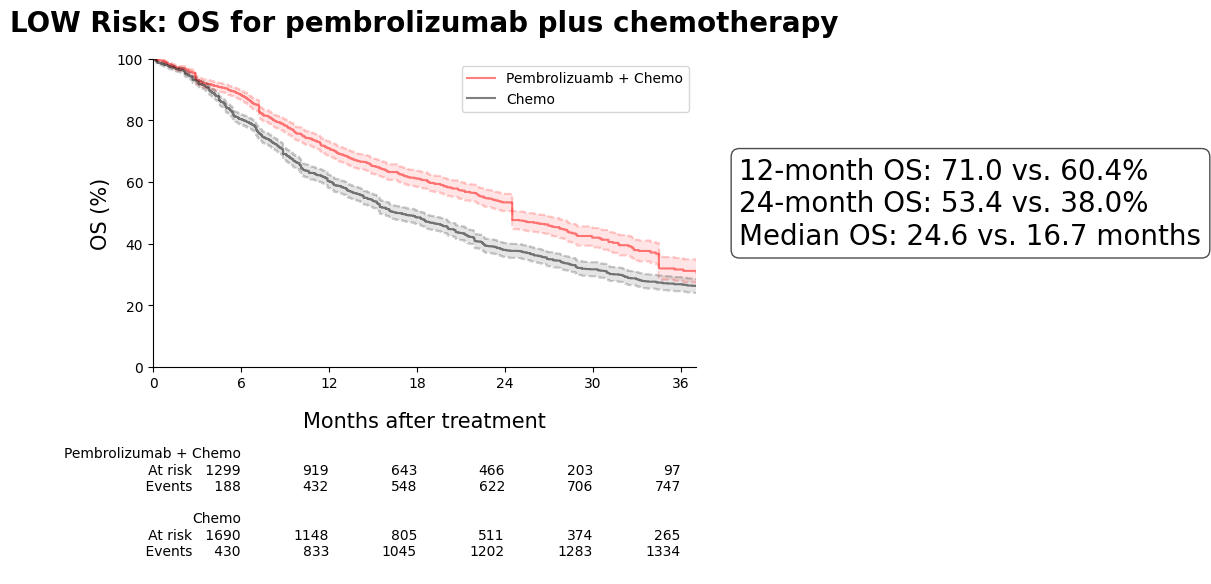 LOW Risk: OS for pembrolizumab plus chemotherapy
100
80
60
40
20
0
OS (%)
Pembrolizuamb + Chemo
Chemo
12-month OS: 71.0 vs. 60.4%
24-month OS: 53.4 vs. 38.0%
Median OS: 24.6 vs. 16.7 months
0 6 12 18 24 30 36
Months after treatment
Pembrolizumab + Chemo
At risk 1299 919 643 466 203 97
Events 188 432 548 622 706 747
Chemo
At risk 1690 1148 805 511 374 265
Events 430 833 1045 1202 1283 1334